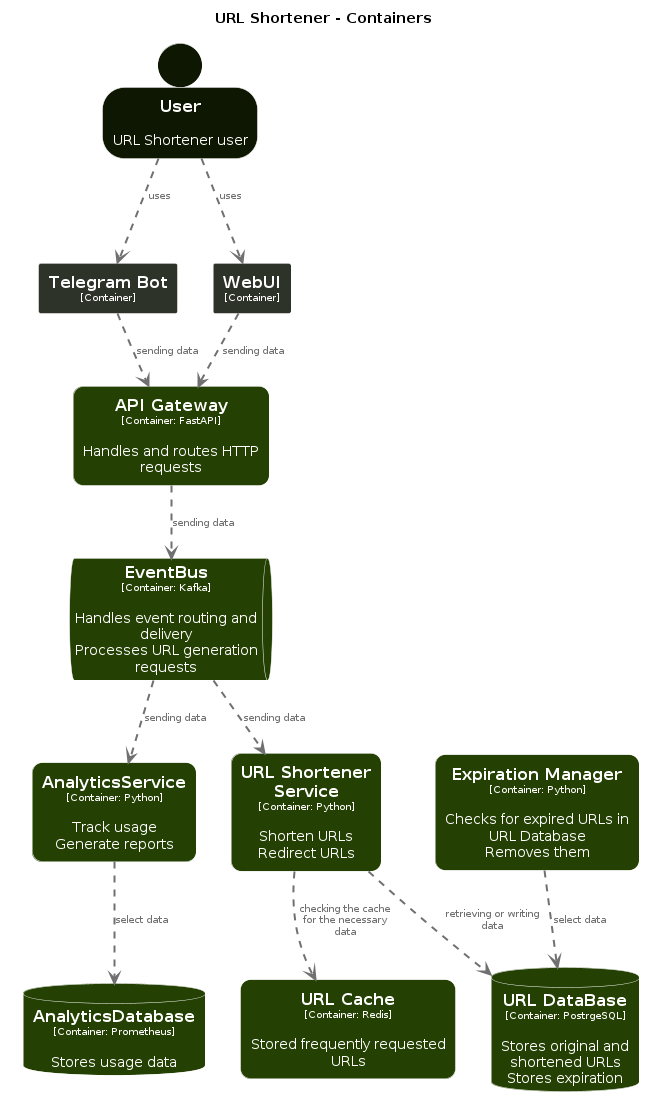 URL Shortener - Containers
User
URL Shortener user
uses
uses
Telegram Bot
[Container]
WebUI
[Container]
sending data
sending data
API Gateway
[Container: FastAPI]
Handles and routes HTTP
requests
sending data
EventBus
[Container: Kafka]
Handles event routing and
delivery
Processes URL generation
requests
sending data
sending data
AnalyticsService
[Container: Python]
Track usage
Generate reports
URL Shortener
Service
[Container: Python]
Shorten URLs
Redirect URLs
Expiration Manager
[Container: Python]
Checks for expired URLs in
URL Database
Removes them
select data
checking the cache
for the necessary
data
retrieving or writing
data
select data
AnalyticsDatabase
[Container: Prometheus]
Stores usage data
URL Cache
[Container: Redis]
Stored frequently requested
URLs
URL DataBase
[Container: PostrgeSQL]
Stores original and
shortened URLs
Stores expiration